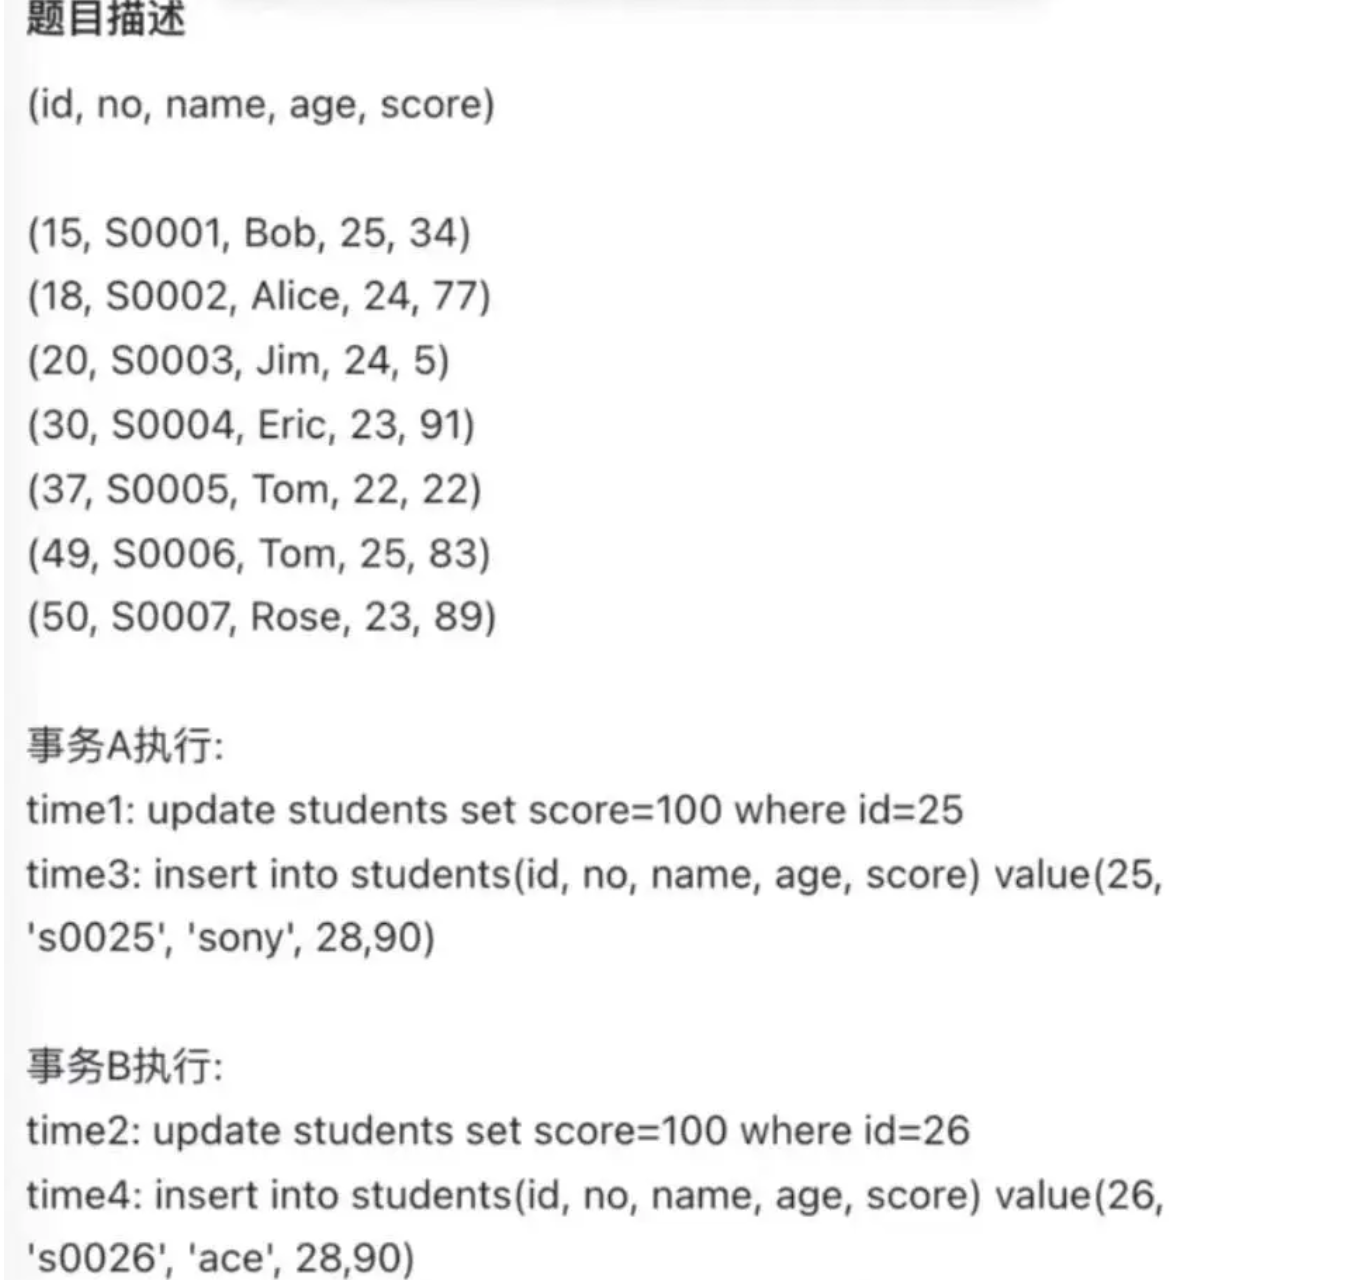 题目描述
(id, no, name, age, score)
(15, S0001, Bob, 25, 34)
(18, S0002, Alice, 24, 77)
(20, S0003, Jim, 24, 5)
(30, S0004, Eric, 23, 91)
(37, S0005, Tom, 22, 22)
(49, S0006, Tom, 25, 83)
(50, S0007, Rose, 23, 89)
事务A执行:
time1: update students set score=100 where id=25
time3: insert into students(id, no, name, age, score) value(25,
's0025', 'sony', 28,90)
事务B执行:
time2: update students set score=100 where id=26
time4: insert into students(id, no, name, age, score) value(26,
's0026', 'ace', 28,90)